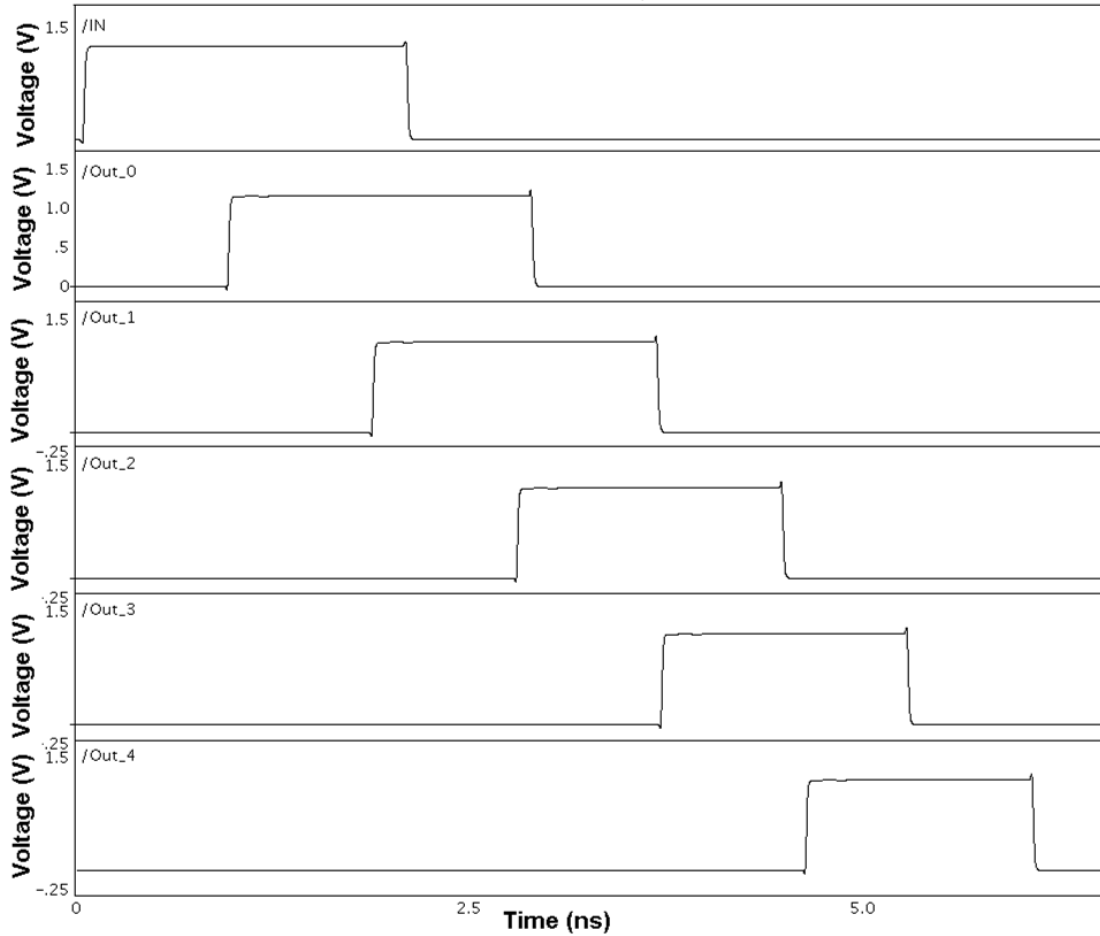 /IN
1.5
Voltage (V)
/Out_0
1.5
1.0
.5
0
Voltage (V)
/Out_1
1.5
-.25
Voltage (V)
/Out_2
1.5
-.25
Voltage (V)
/Out_3
1.5
-.25
Voltage (V)
/Out_4
1.5
-.25
Voltage (V)
0
2.5
5.0
Time (ns)